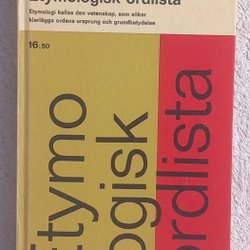 Etymologisk ordlista
Etymologi kallas den vetenskap, som söker
klarlägga ordens ursprung och grundbetydelse
16:50
Etymo
logisk
ordlista